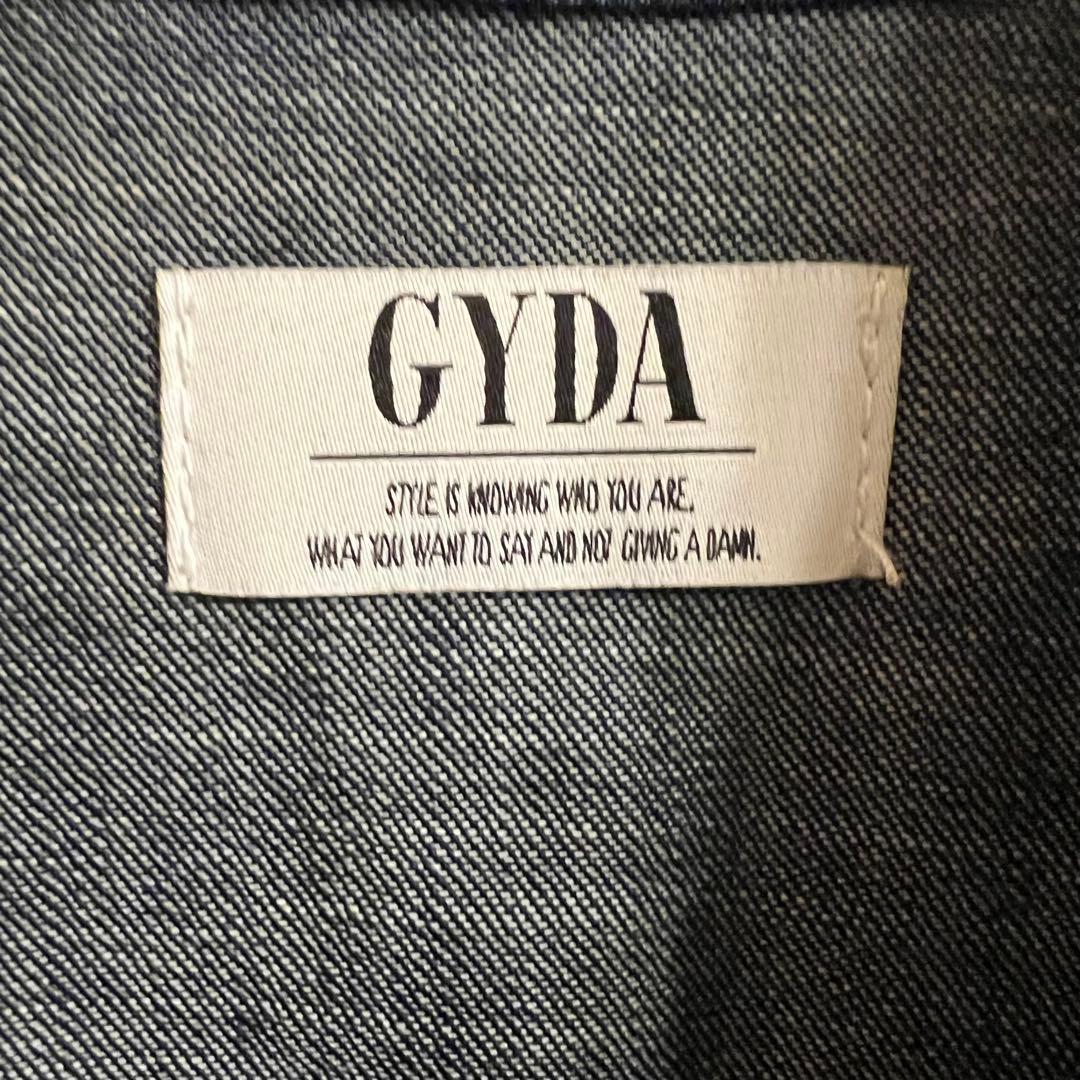 GYDA
STYLE IS KNOWING WHO YOU ARE,
WHAT YOU WANT TO SAY AND NOT GIVING A DAMN.